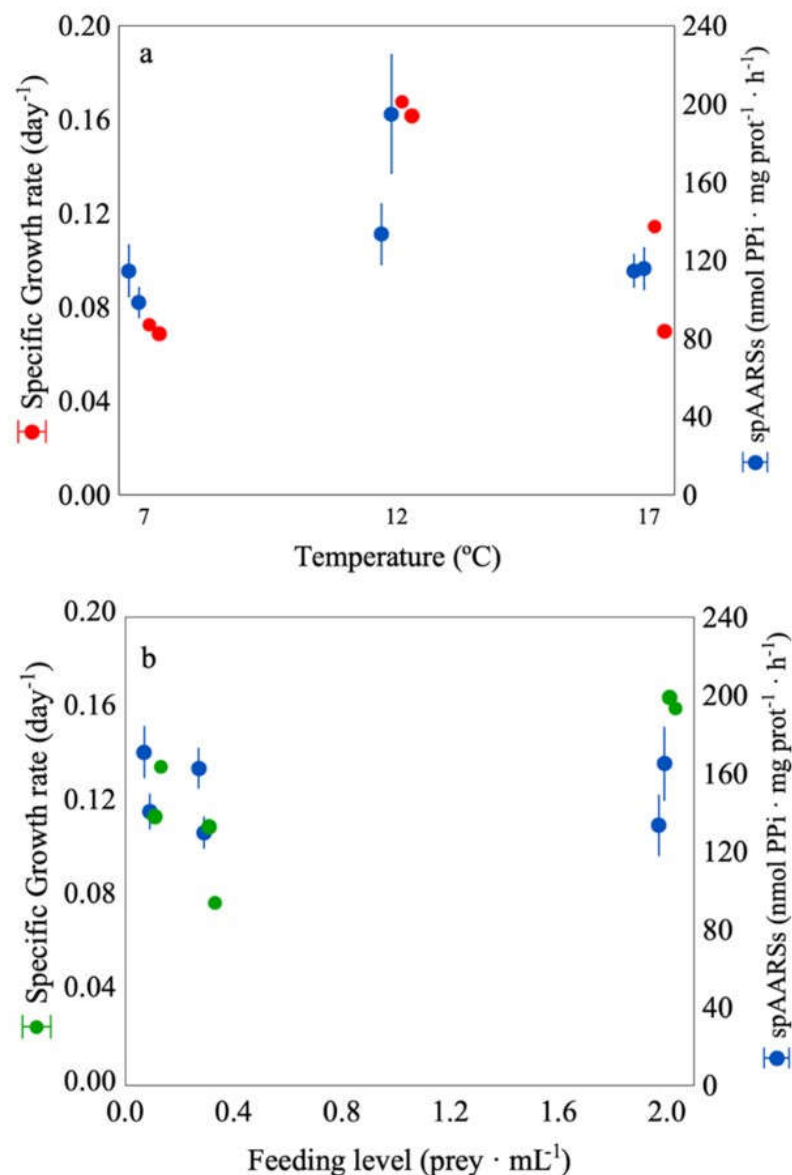 a
0.20
0.16
0.12
0.08
0.04
0.00
Specific Growth rate (day⁻¹)
240
200
160
120
80
40
0
spAARSs (nmol PPi · mg prot⁻¹ · h⁻¹)
7 12 17
Temperature (ºC)
b
0.20
0.16
0.12
0.08
0.04
0.00
Specific Growth rate (day⁻¹)
240
200
160
120
80
40
0
spAARSs (nmol PPi · mg prot⁻¹ · h⁻¹)
0.0 0.4 0.8 1.2 1.6 2.0
Feeding level (prey · mL⁻¹)